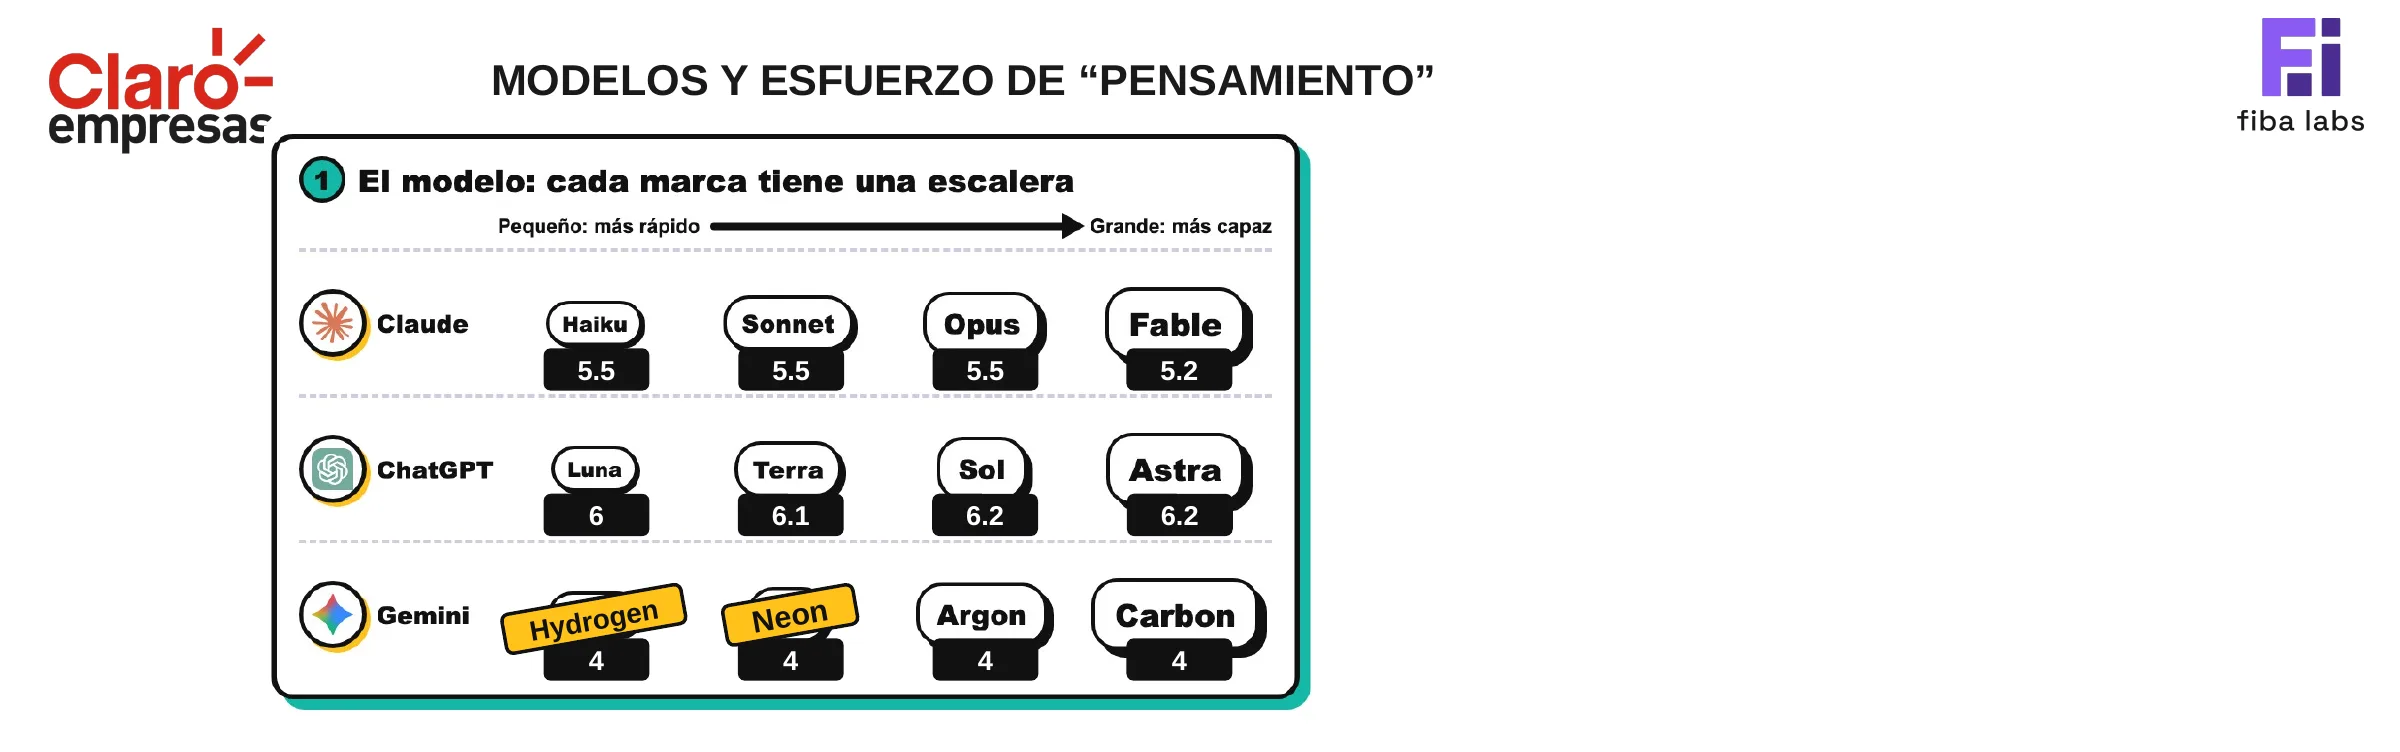 Claro
empresas
MODELOS Y ESFUERZO DE “PENSAMIENTO”
fiba labs
1 El modelo: cada marca tiene una escalera
Pequeño: más rápido Grande: más capaz
Claude Haiku Sonnet Opus Fable
5.5 5.5 5.5 5.2
ChatGPT Luna Terra Sol Astra
6 6.1 6.2 6.2
Gemini Hydrogen Neon Argon Carbon
4 4 4 4